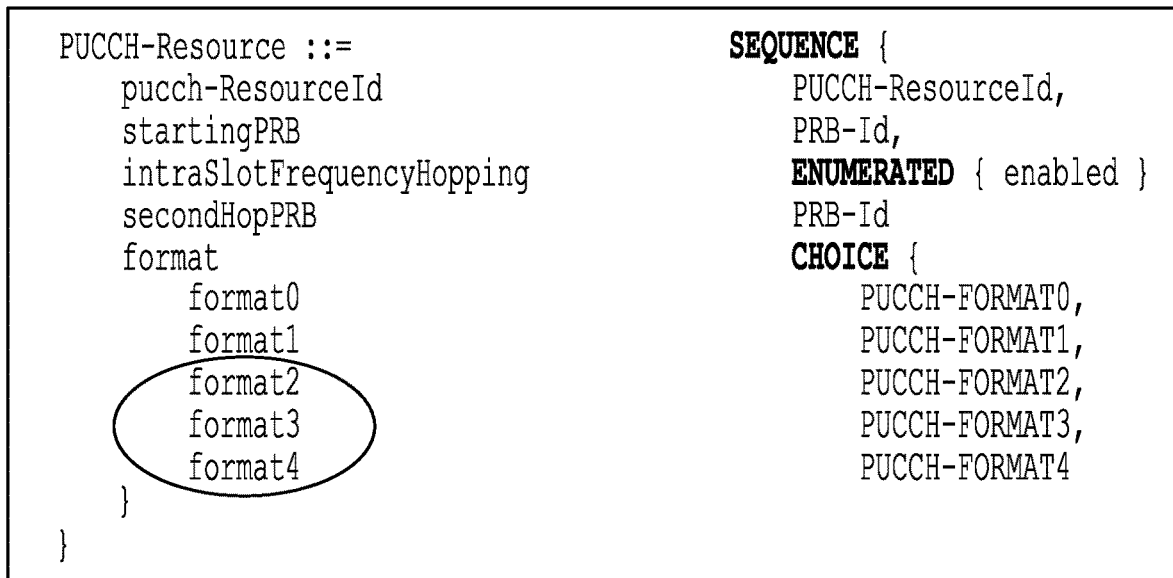 PUCCH-Resource ::= SEQUENCE {
pucch-ResourceId PUCCH-ResourceId,
startingPRB PRB-Id,
intraSlotFrequencyHopping ENUMERATED { enabled }
secondHopPRB PRB-Id
format CHOICE {
format0 PUCCH-FORMAT0,
format1 PUCCH-FORMAT1,
format2 PUCCH-FORMAT2,
format3 PUCCH-FORMAT3,
format4 PUCCH-FORMAT4
}
}